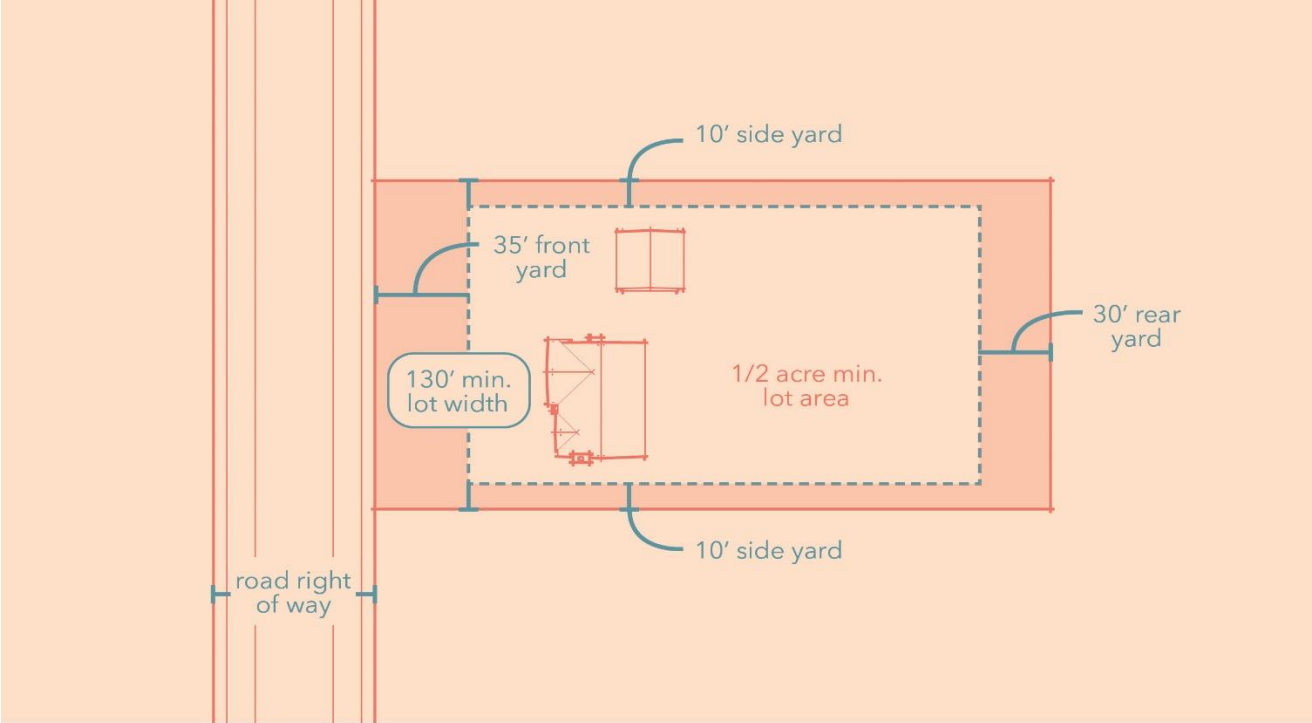 10’ side yard
35’ front
yard
30’ rear
yard
130’ min.
lot width
1/2 acre min.
lot area
10’ side yard
road right
of way